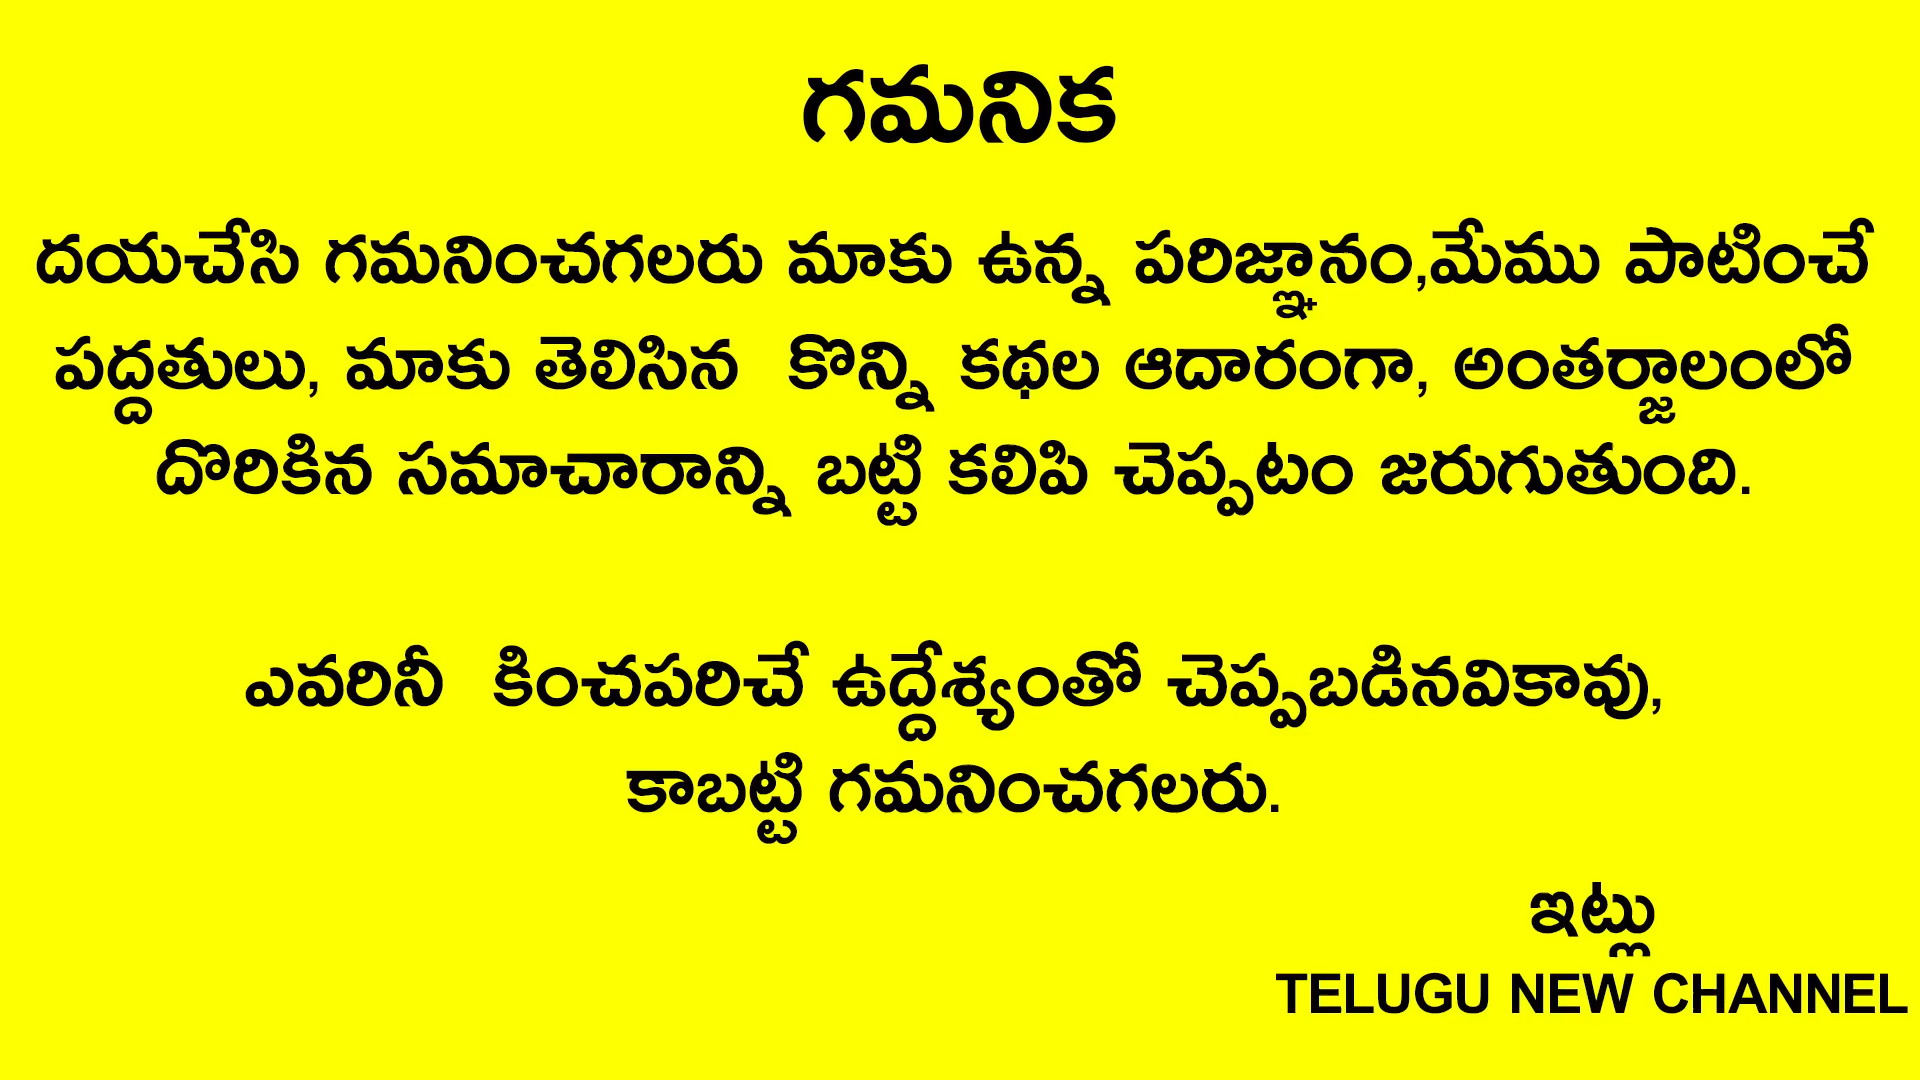 గమనిక
దయచేసి గమనించగలరు మాకు ఉన్న పరిజ్ఞానం,మేము పాటించే
పద్దతులు, మాకు తెలిసిన కొన్ని కథల ఆదారంగా, అంతర్జాలంలో
దొరికిన సమాచారాన్ని బట్టి కలిపి చెప్పటం జరుగుతుంది.
ఎవరినీ కించపరిచే ఉద్దేశ్యంతో చెప్పబడినవికావు,
కాబట్టి గమనించగలరు.
ఇట్లు
TELUGU NEW CHANNEL